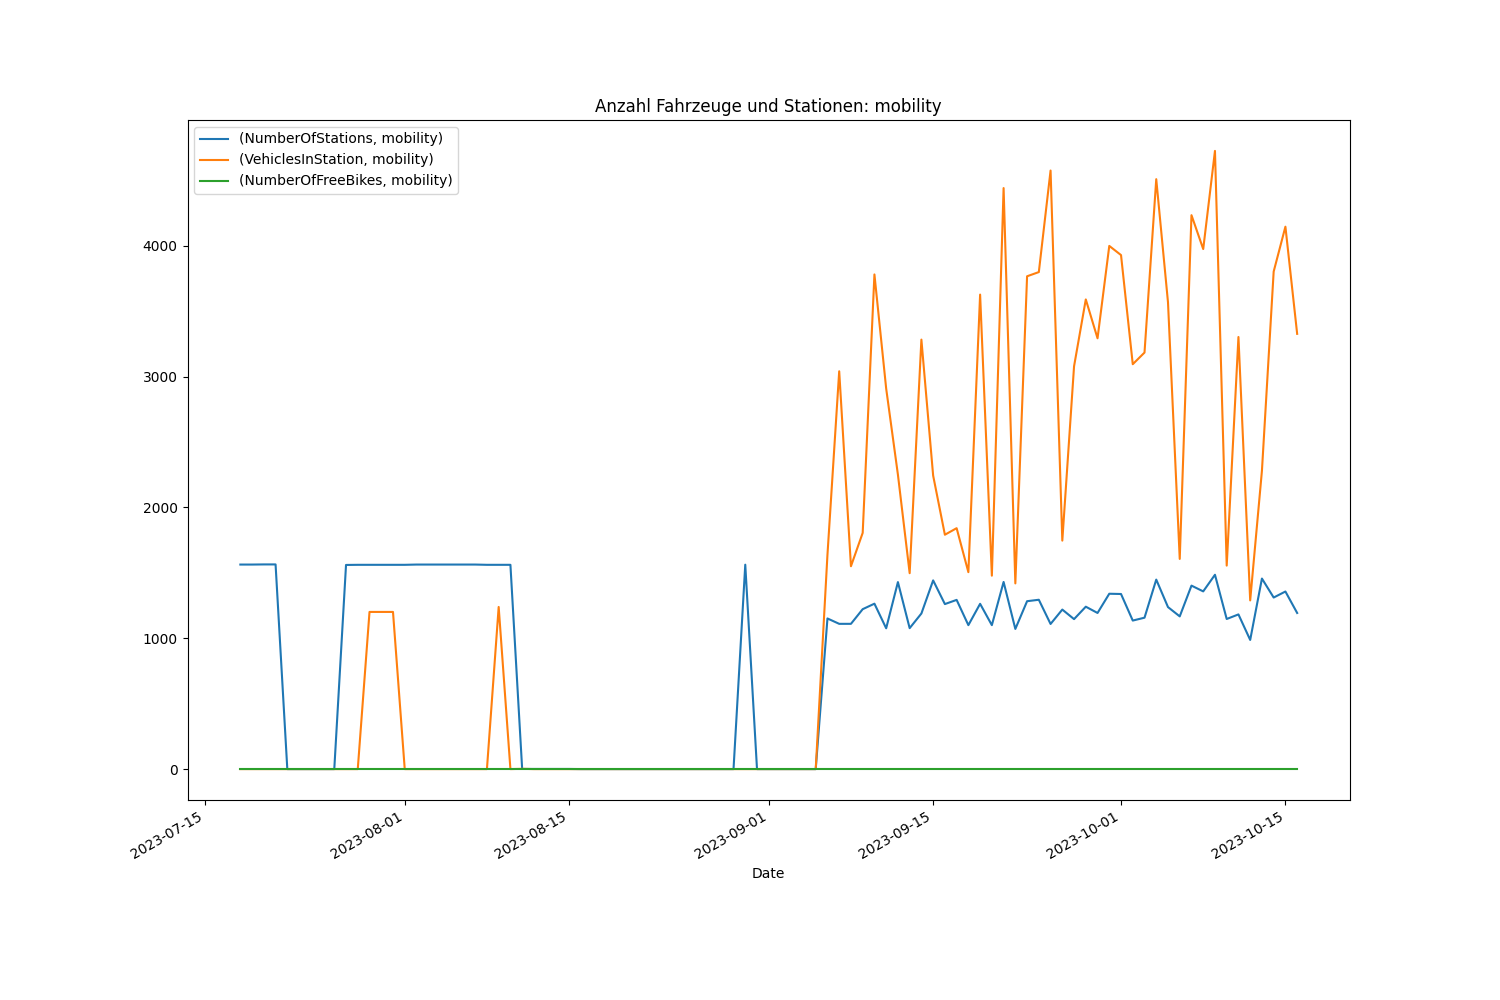 Anzahl Fahrzeuge und Stationen: mobility
(NumberOfStations, mobility)
(VehiclesInStation, mobility)
(NumberOfFreeBikes, mobility)
4000
3000
2000
1000
0
2023-07-15
2023-08-01
2023-08-15
2023-09-01
2023-09-15
2023-10-01
2023-10-15
Date